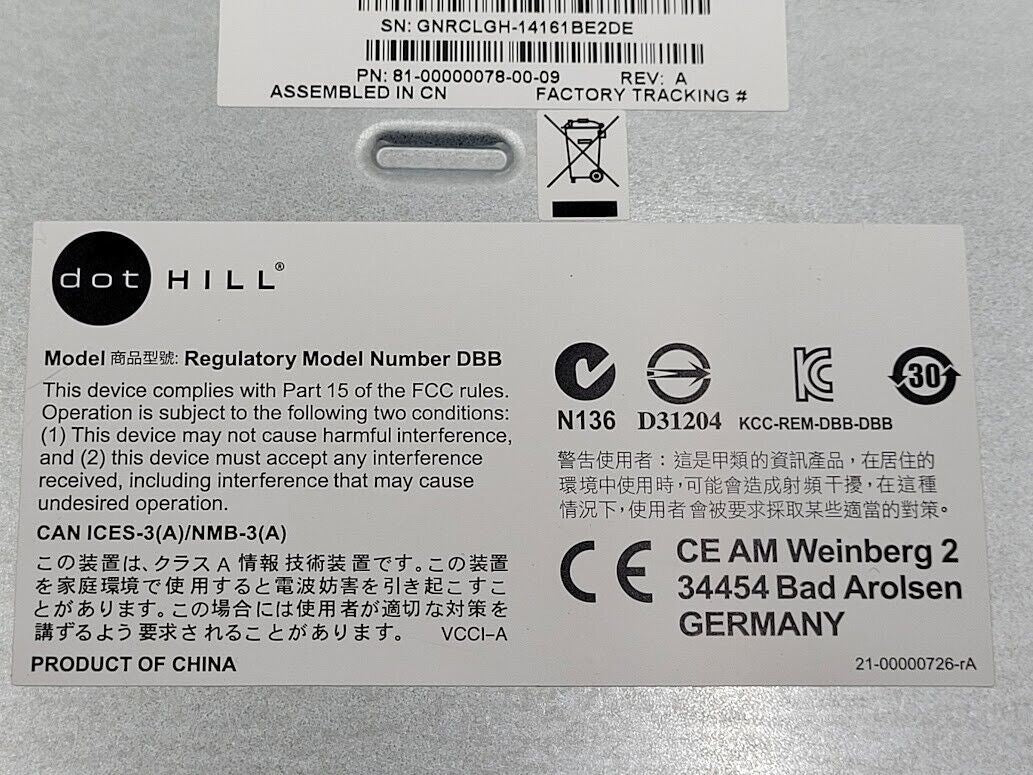 SN: GNRCLGH-14161BE2DE
PN: 81-00000078-00-09 REV: A
ASSEMBLED IN CN FACTORY TRACKING #
dot HILL®
Model 商品型號: Regulatory Model Number DBB
This device complies with Part 15 of the FCC rules.
Operation is subject to the following two conditions:
(1) This device may not cause harmful interference,
and (2) this device must accept any interference
received, including interference that may cause
undesired operation.
CAN ICES-3(A)/NMB-3(A)
この装置は、クラス A 情報技術装置です。この装置
を家庭環境で使用すると電波妨害を引き起こすこ
とがあります。この場合には使用者が適切な対策を
講ずるよう要求されることがあります。 VCCI-A
PRODUCT OF CHINA
N136 D31204 KCC-REM-DBB-DBB
30
警告使用者：這是甲類的資訊產品，在居住的
環境中使用時，可能會造成射頻干擾，在這種
情況下，使用者會被要求採取某些適當的對策。
CE CE AM Weinberg 2
34454 Bad Arolsen
GERMANY
21-00000726-rA